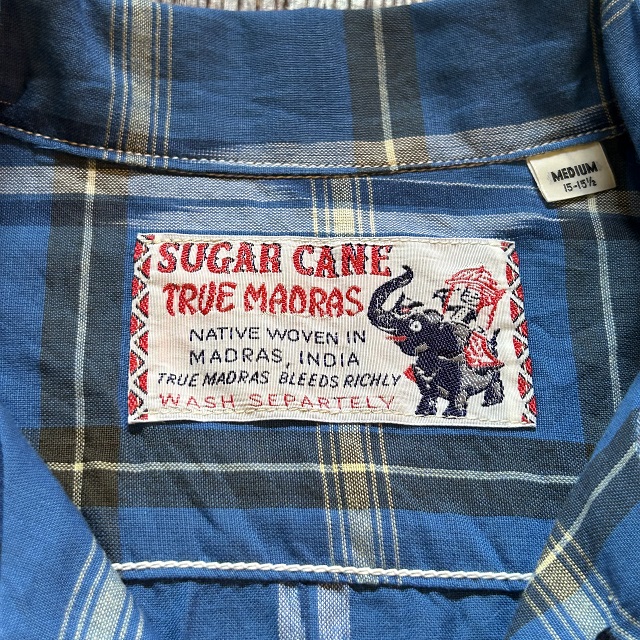 MEDIUM
15-15½
SUGAR CANE
TRUE MADRAS
NATIVE WOVEN IN
MADRAS, INDIA
TRUE MADRAS BLEEDS RICHLY
WASH SEPARTELY